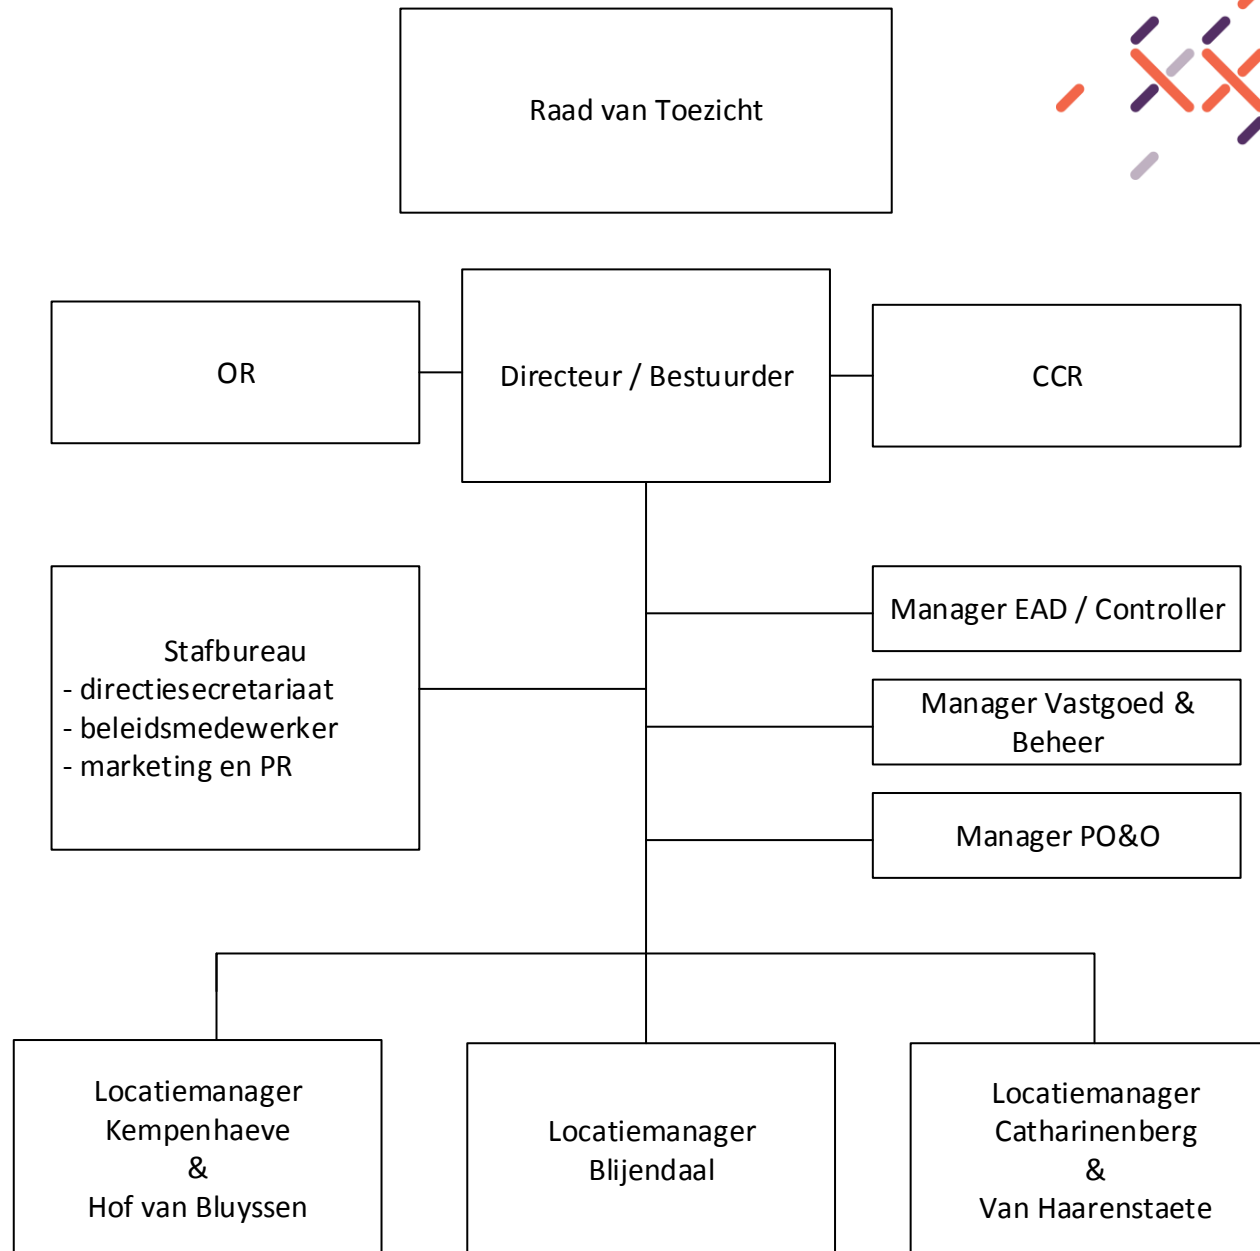 Raad van Toezicht
OR
Directeur / Bestuurder
CCR
Stafbureau
- directiesecretariaat
- beleidsmedewerker
- marketing en PR
Manager EAD / Controller
Manager Vastgoed &
Beheer
Manager PO&O
Locatiemanager
Kempenhaeve
&
Hof van Bluyssen
Locatiemanager
Blijendaal
Locatiemanager
Catharinenberg
&
Van Haarenstaete